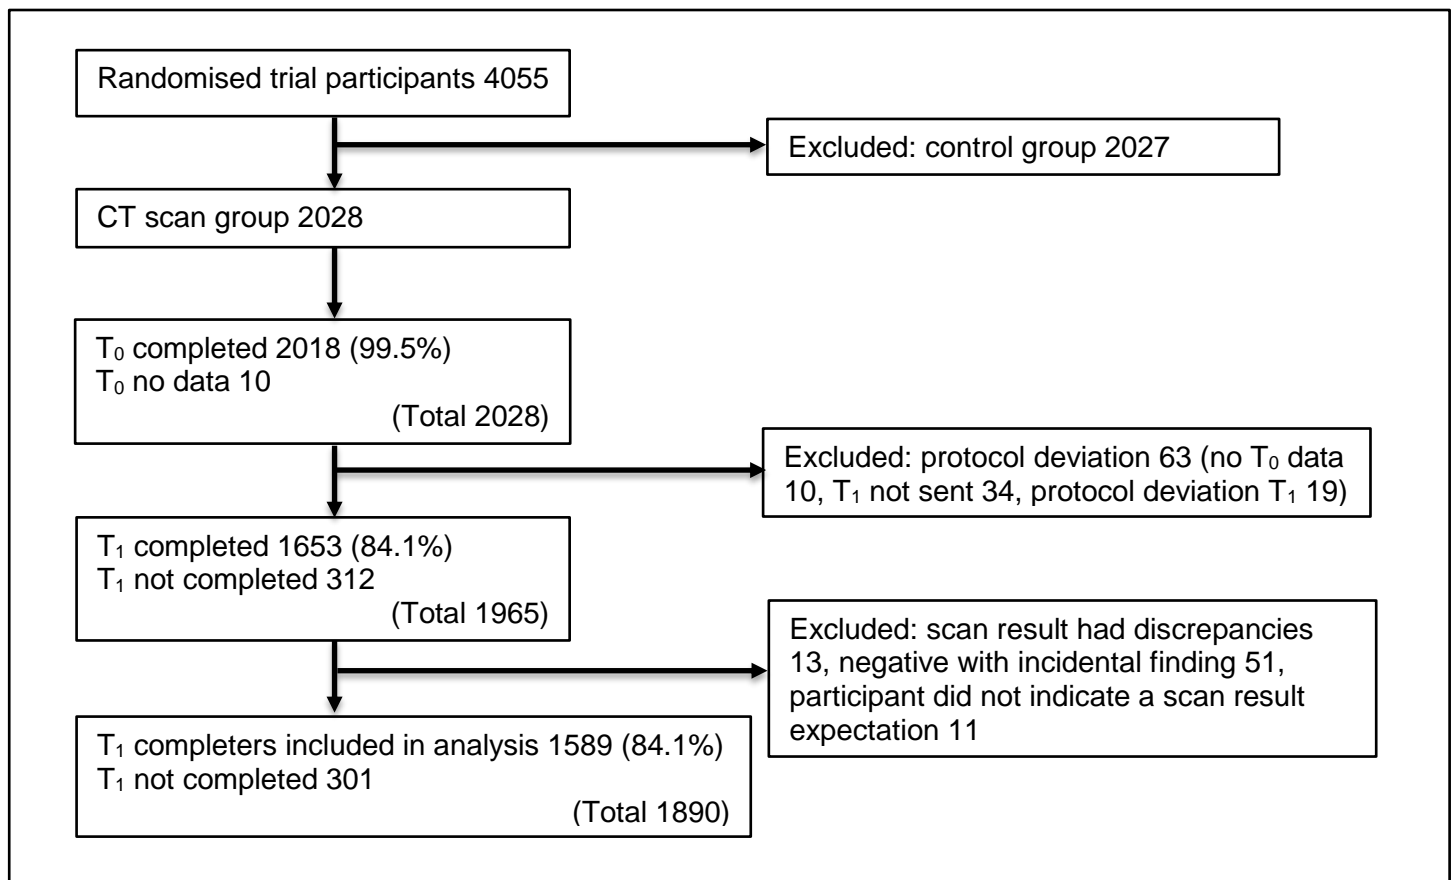 Randomised trial participants 4055
Excluded: control group 2027
CT scan group 2028
T₀ completed 2018 (99.5%)
T₀ no data 10
(Total 2028)
Excluded: protocol deviation 63 (no T₀ data
10, T₁ not sent 34, protocol deviation T₁ 19)
T₁ completed 1653 (84.1%)
T₁ not completed 312
(Total 1965)
Excluded: scan result had discrepancies
13, negative with incidental finding 51,
participant did not indicate a scan result
expectation 11
T₁ completers included in analysis 1589 (84.1%)
T₁ not completed 301
(Total 1890)